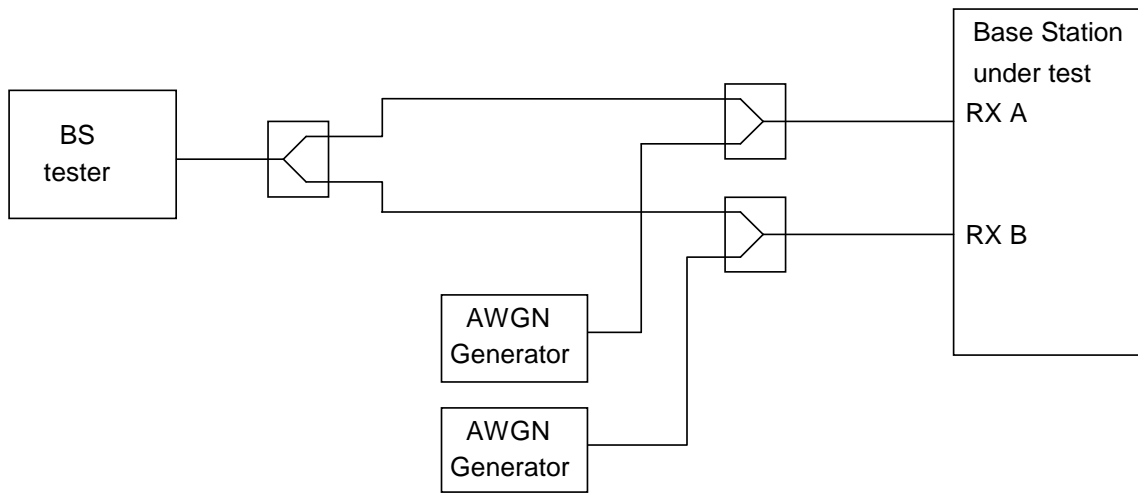 BS
tester
Base Station
under test
RX A
RX B
AWGN
Generator
AWGN
Generator